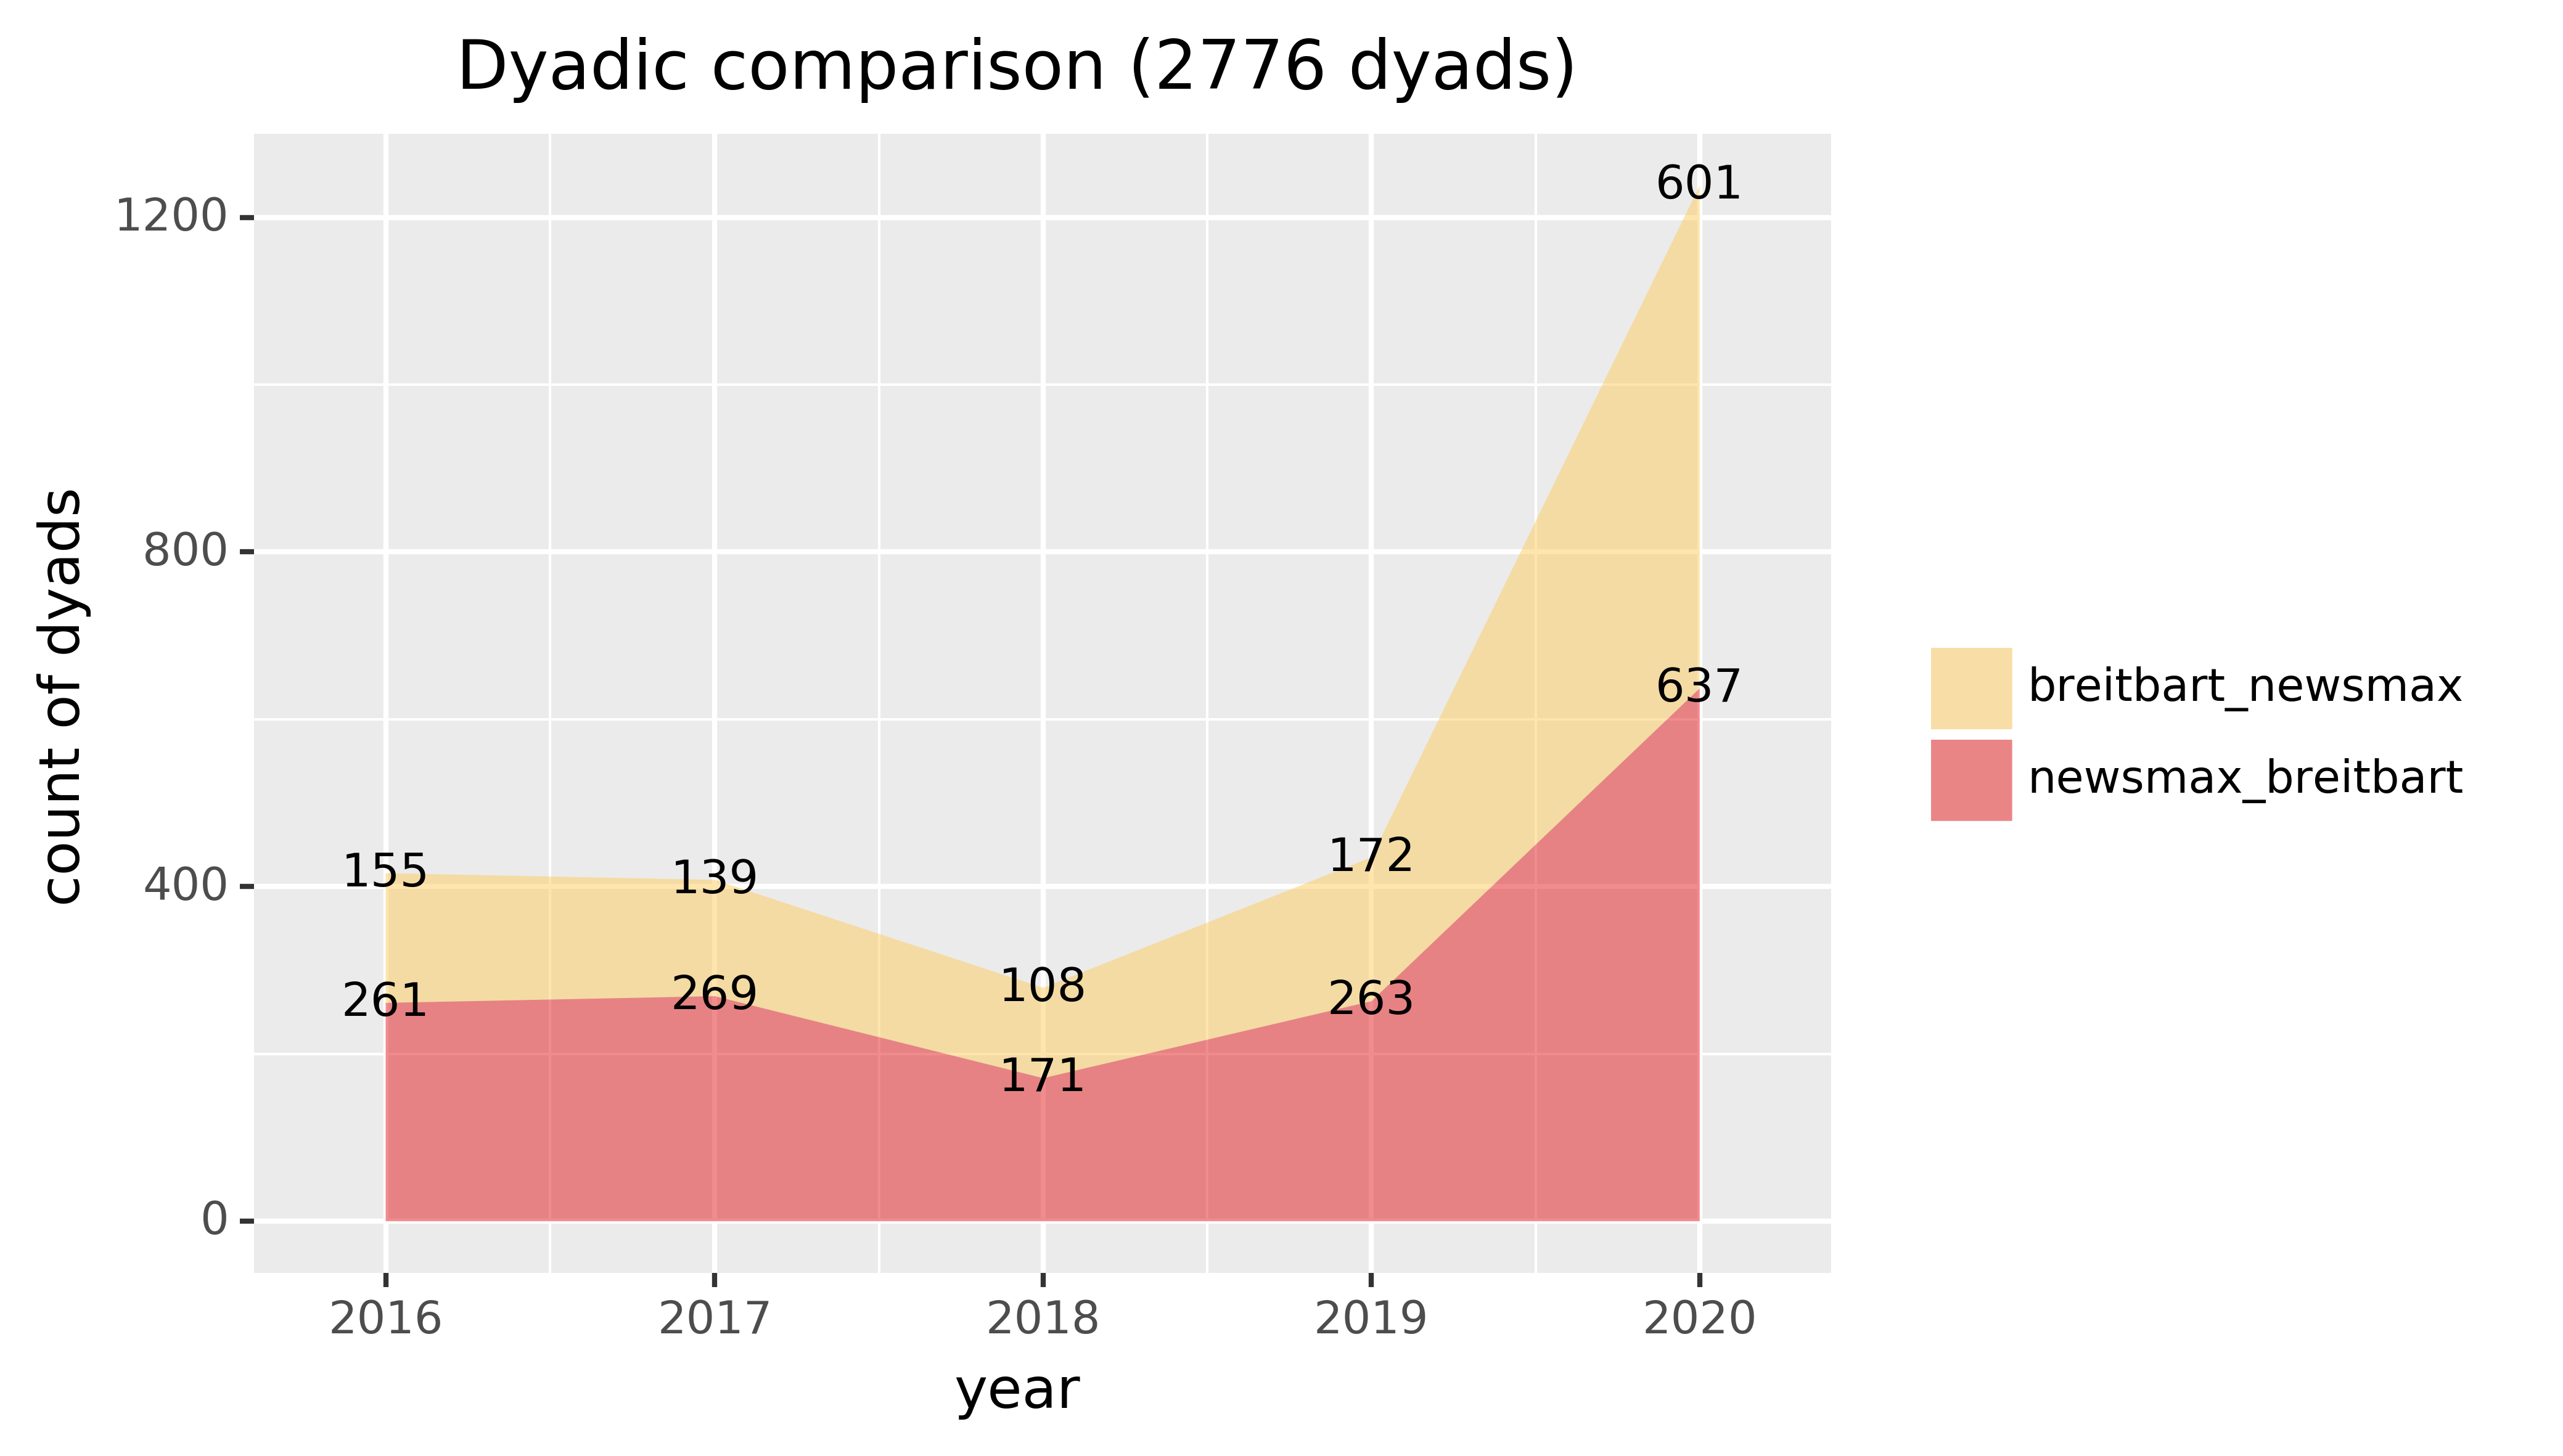 Dyadic comparison (2776 dyads)
count of dyads
1200
800
400
0
601
637
155
139
172
108
261
269
263
171
2016 2017 2018 2019 2020
year
breitbart_newsmax
newsmax_breitbart